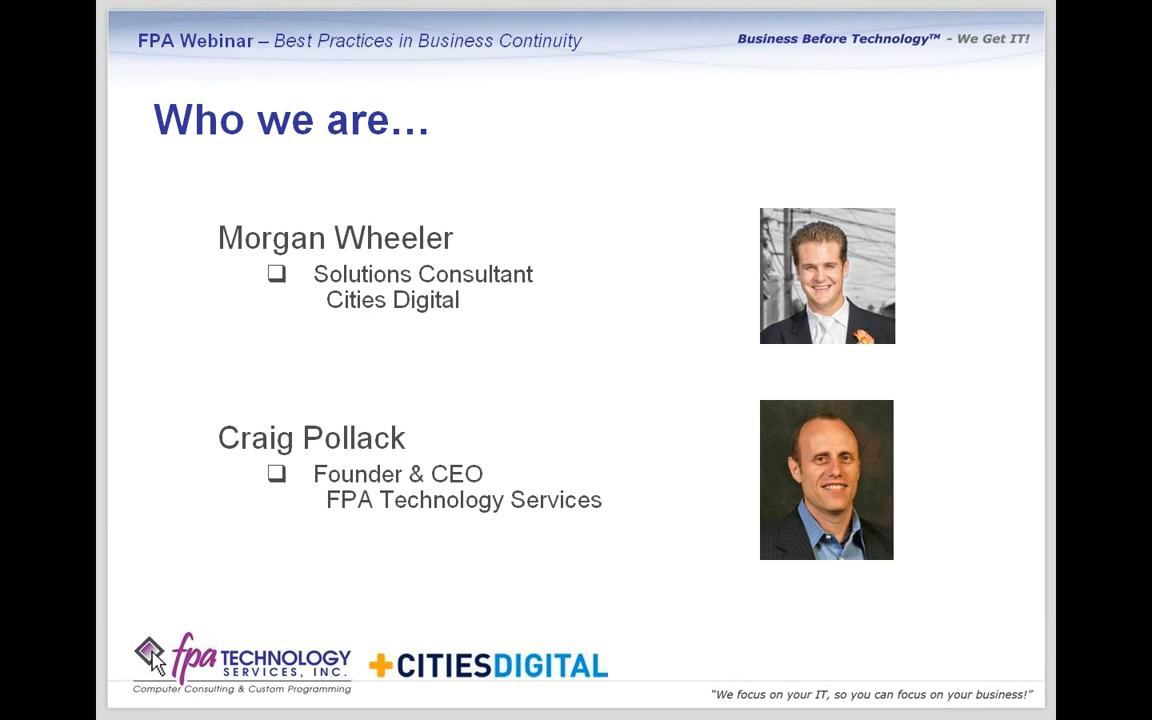 FPA Webinar – Best Practices in Business Continuity
Business Before Technology™ - We Get IT!
Who we are…
Morgan Wheeler
Solutions Consultant
Cities Digital
Craig Pollack
Founder & CEO
FPA Technology Services
fpa TECHNOLOGY
SERVICES, INC.
Computer Consulting & Custom Programming
CITIESDIGITAL
“We focus on your IT, so you can focus on your business!”